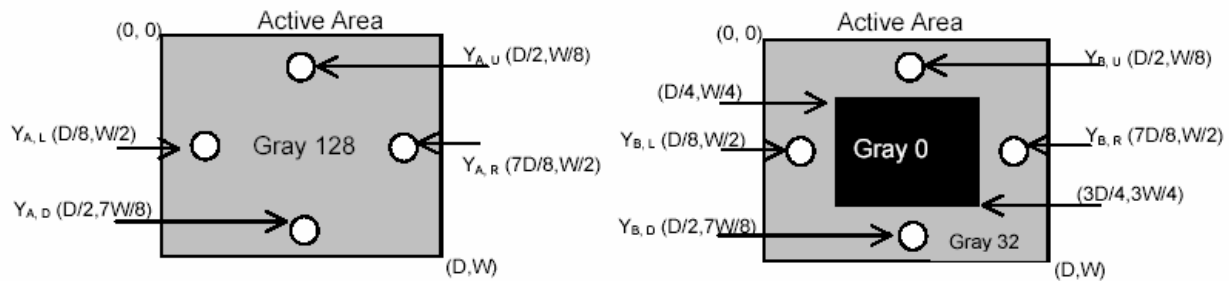 Active Area
(0, 0)
Y_A, U (D/2,W/8)
Y_A, L (D/8,W/2)
Gray 128
Y_A, R (7D/8,W/2)
Y_A, D (D/2,7W/8)
(D,W)
Active Area
(0, 0)
Y_B, U (D/2,W/8)
(D/4,W/4)
Y_B, L (D/8,W/2)
Gray 0
Y_B, R (7D/8,W/2)
(3D/4,3W/4)
Y_B, D (D/2,7W/8)
Gray 32
(D,W)